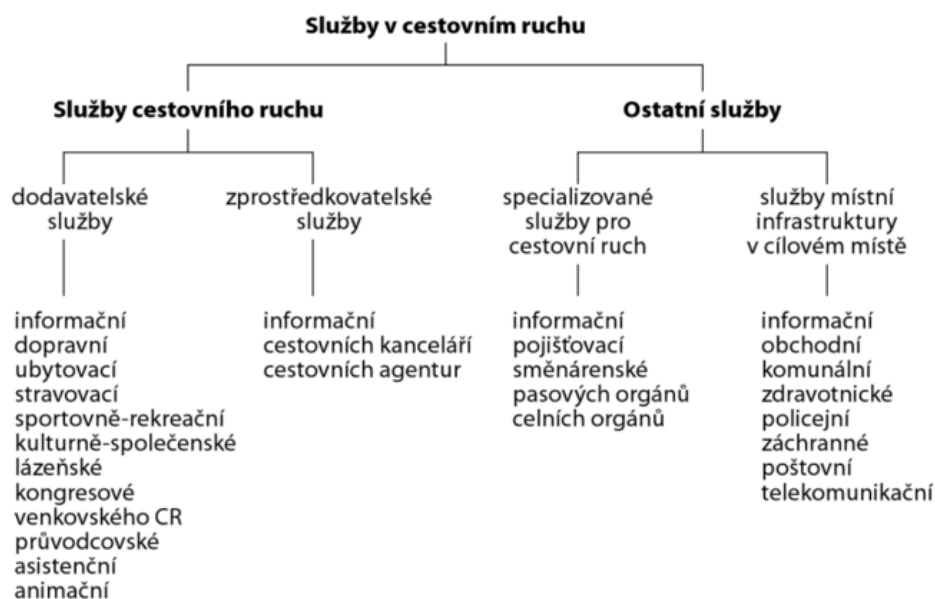 Služby v cestovním ruchu
Služby cestovního ruchu
Ostatní služby
dodavatelské
služby
zprostředkovatelské
služby
specializované
služby pro
cestovní ruch
služby místní
infrastruktury
v cílovém místě
informační
dopravní
ubytovací
stravovací
sportovně-rekreační
kulturně-společenské
lázeňské
kongresové
venkovského CR
průvodcovské
asistenční
animační
informační
cestovních kanceláří
cestovních agentur
informační
pojišťovací
směnárenské
pasových orgánů
celních orgánů
informační
obchodní
komunální
zdravotnické
policejní
záchranné
poštovní
telekomunikační